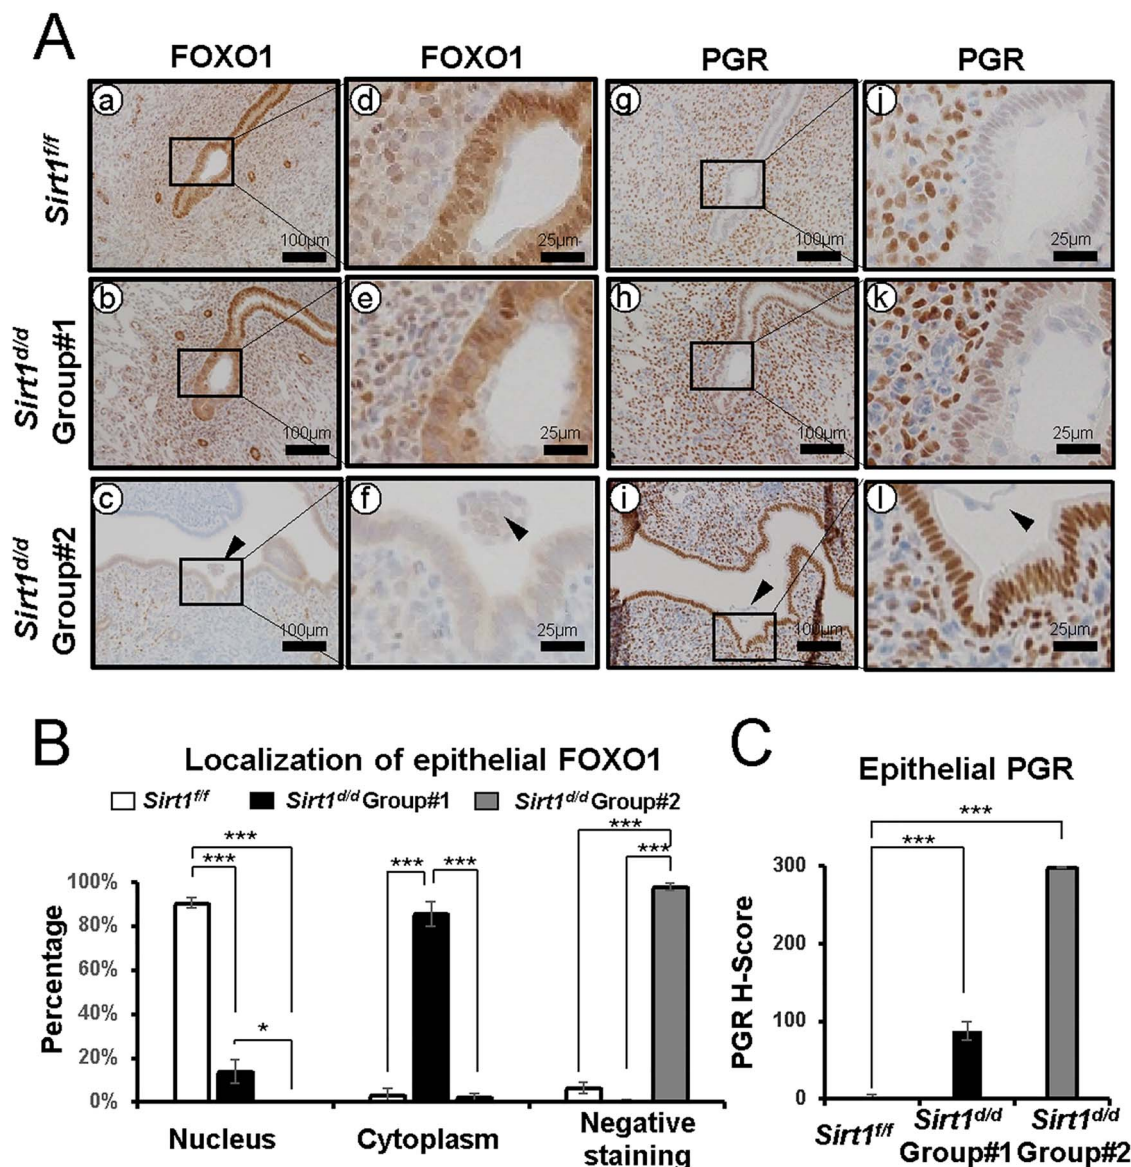 A
FOXO1 FOXO1 PGR PGR
Sirt1f/f
a 100µm d 25µm g 100µm j 25µm
Sirt1d/d
Group#1
b 100µm e 25µm h 100µm k 25µm
Sirt1d/d
Group#2
c 100µm f 25µm i 100µm l 25µm
B
Localization of epithelial FOXO1
Sirt1f/f Sirt1d/d Group#1 Sirt1d/d Group#2
Percentage
100%
80%
60%
40%
20%
0%
***
***
*
***
***
***
***
Nucleus
Cytoplasm
Negative
staining
C
Epithelial PGR
***
***
PGR H-Score
300
200
100
0
Sirt1f/f
Sirt1d/d
Group#1
Sirt1d/d
Group#2